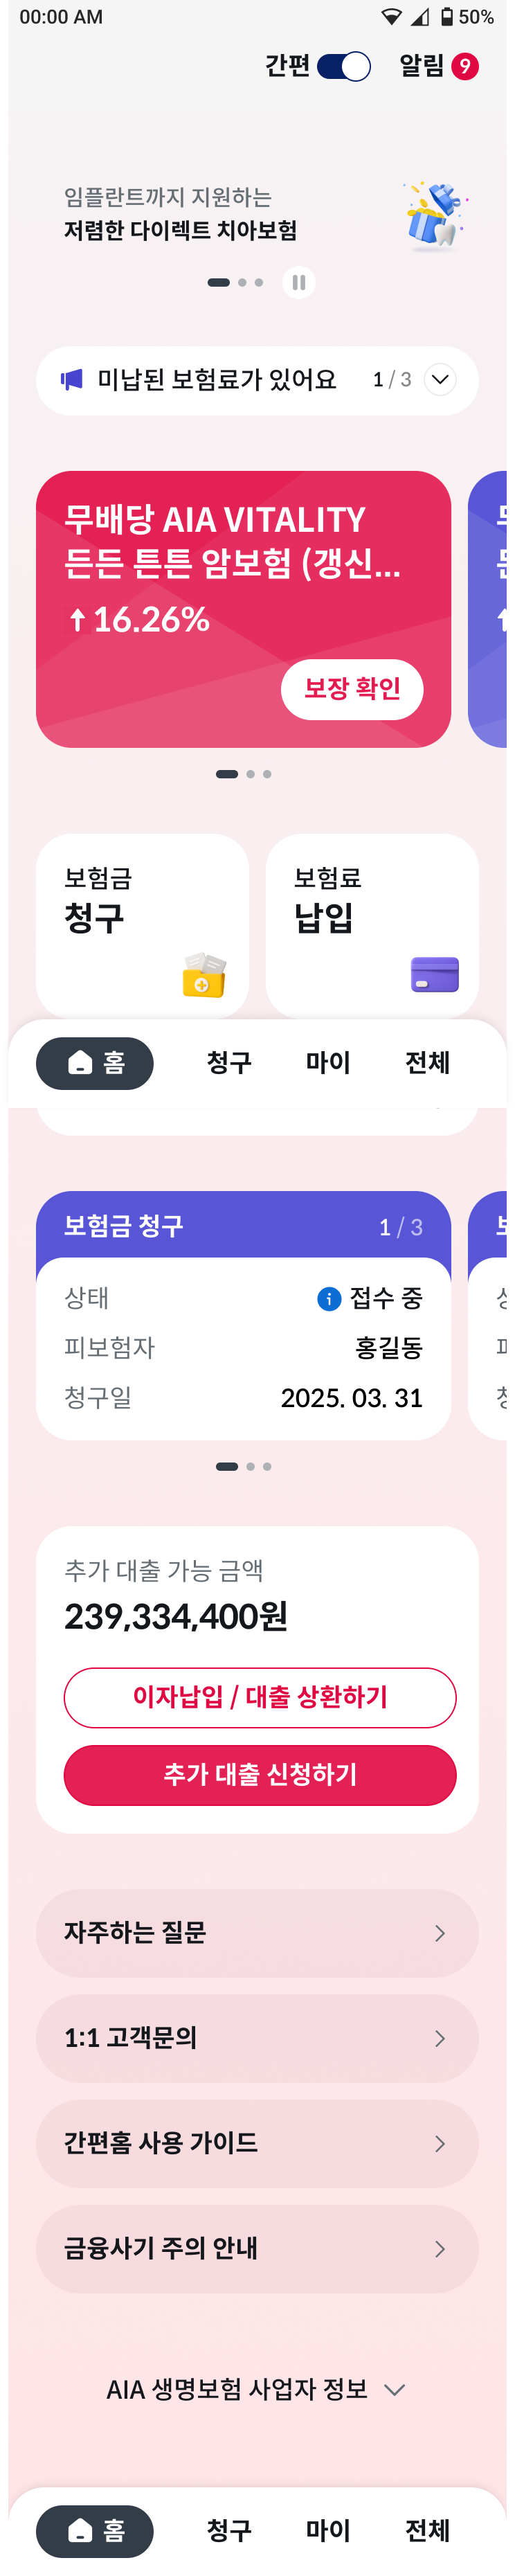 00:00 AM 50%
간편 알림 9
임플란트까지 지원하는
저렴한 다이렉트 치아보험
미납된 보험료가 있어요 1 / 3
무배당 AIA VITALITY
든든 튼튼 암보험 (갱신...
16.26%
보장 확인
보험금 보험료
청구 납입
홈 청구 마이 전체
보험금 청구 1 / 3
상태 접수 중
피보험자 홍길동
청구일 2025. 03. 31
추가 대출 가능 금액
239,334,400원
이자납입 / 대출 상환하기
추가 대출 신청하기
자주하는 질문
1:1 고객문의
간편홈 사용 가이드
금융사기 주의 안내
AIA 생명보험 사업자 정보
홈 청구 마이 전체